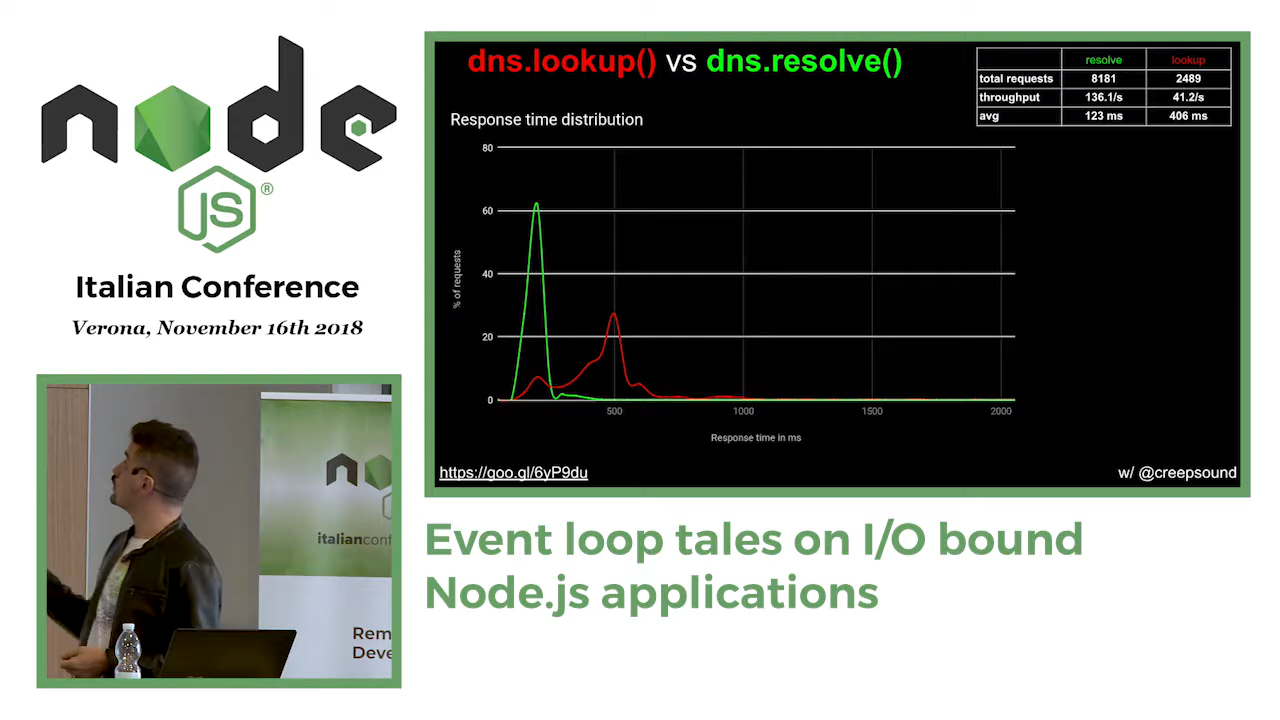 node
JS®
Italian Conference
Verona, November 16th 2018
dns.lookup() vs dns.resolve()
resolve lookup
total requests 8181 2489
throughput 136.1/s 41.2/s
avg 123 ms 406 ms
Response time distribution
80
60
40
20
0
% of requests
500 1000 1500 2000
Response time in ms
https://goo.gl/6yP9du
w/ @creepsound
italianconf
Rem
Deve
Event loop tales on I/O bound
Node.js applications